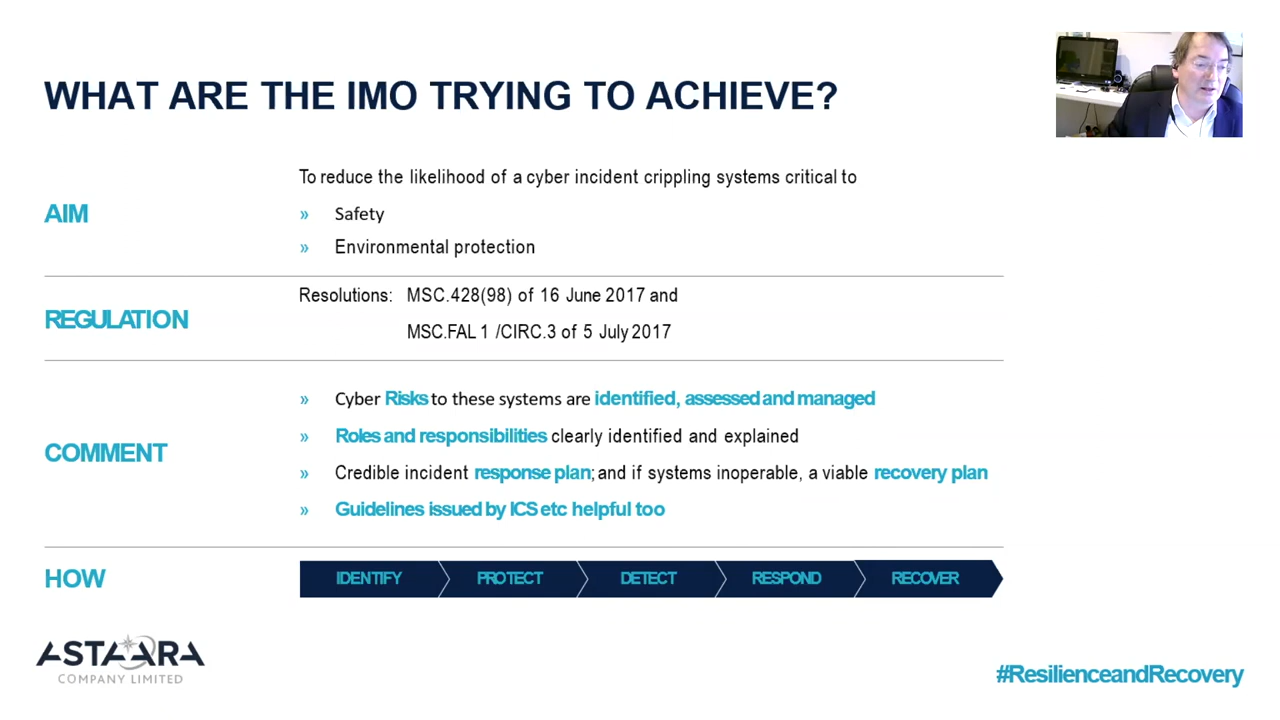 WHAT ARE THE IMO TRYING TO ACHIEVE?
AIM
To reduce the likelihood of a cyber incident crippling systems critical to
» Safety
» Environmental protection
REGULATION
Resolutions: MSC.428(98) of 16 June 2017 and
MSC.FAL 1 /CIRC.3 of 5 July 2017
COMMENT
» Cyber Risks to these systems are identified, assessed and managed
» Roles and responsibilities clearly identified and explained
» Credible incident response plan; and if systems inoperable, a viable recovery plan
» Guidelines issued by ICS etc helpful too
HOW
IDENTIFY PROTECT DETECT RESPOND RECOVER
ASTAARA
COMPANY LIMITED
#ResilienceandRecovery